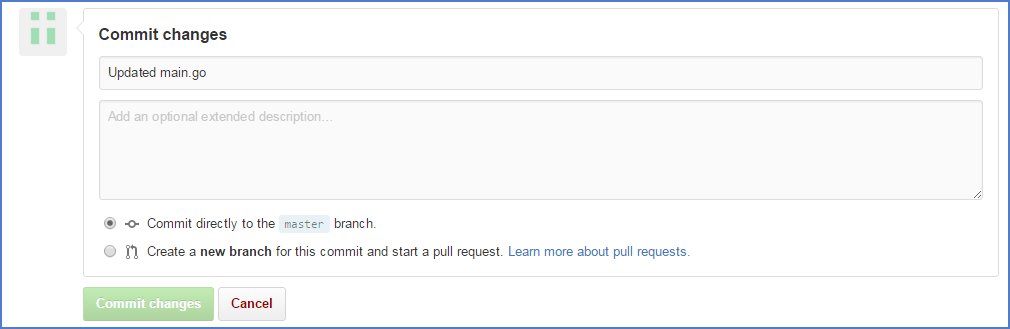 Commit changes
Updated main.go
Add an optional extended description...
Commit directly to the master branch.
Create a new branch for this commit and start a pull request. Learn more about pull requests.
Commit changes Cancel